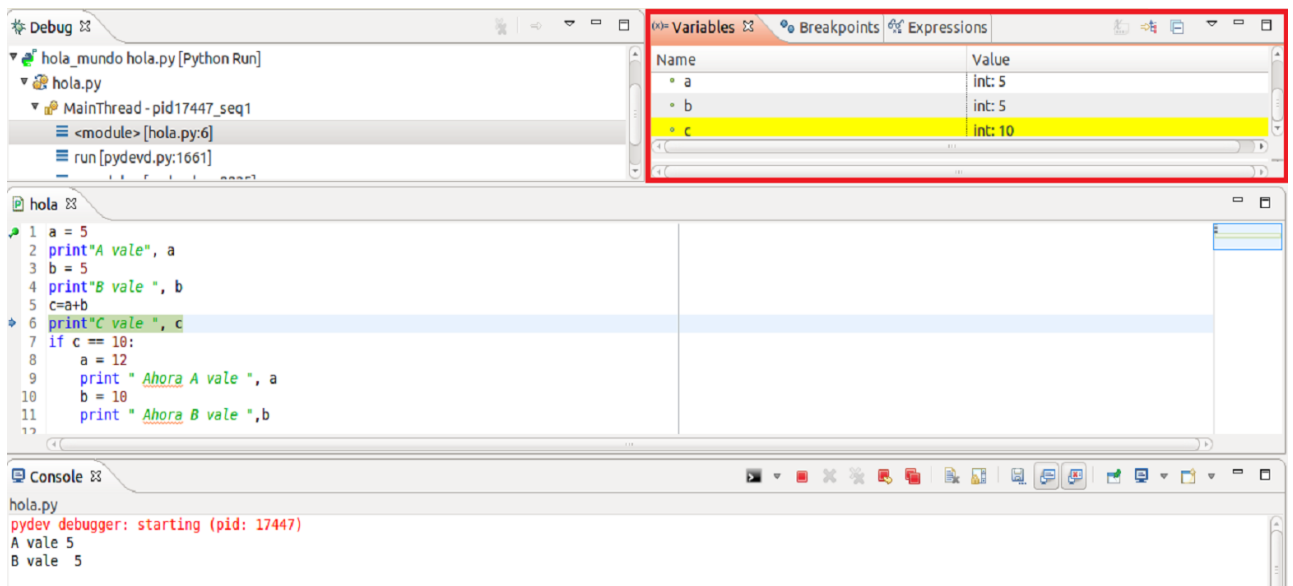 Debug
hola_mundo hola.py [Python Run]
hola.py
MainThread - pid17447_seq1
<module> [hola.py:6]
run [pydevd.py:1661]
(x)= Variables Breakpoints Expressions
Name Value
a int: 5
b int: 5
c int: 10
hola
1 a = 5
2 print"A vale", a
3 b = 5
4 print"B vale ", b
5 c=a+b
6 print"C vale ", c
7 if c == 10:
8 a = 12
9 print " Ahora A vale ", a
10 b = 10
11 print " Ahora B vale ",b
12
Console
hola.py
pydev debugger: starting (pid: 17447)
A vale 5
B vale  5